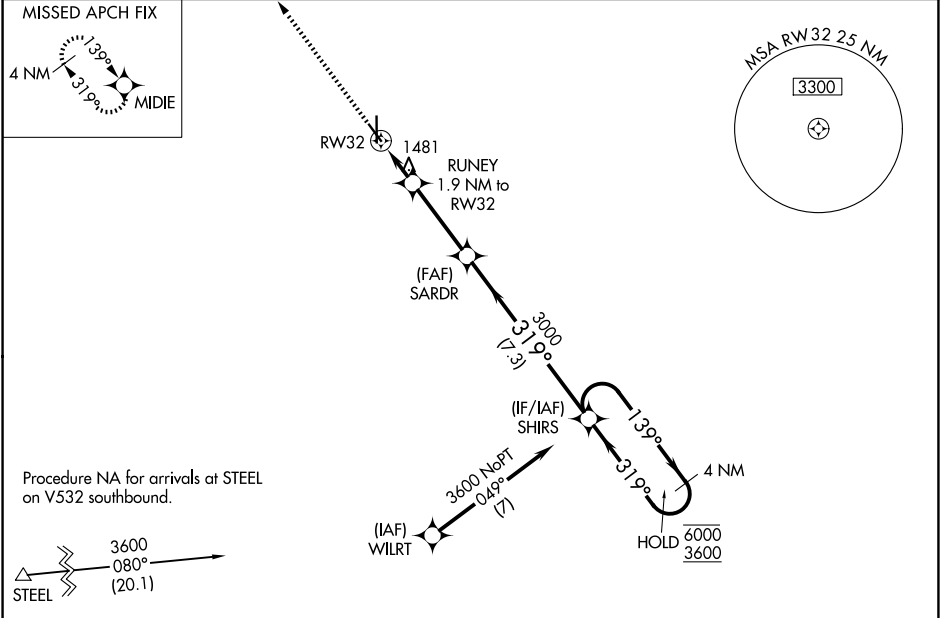 MISSED APCH FIX
139°
4 NM
319°
MIDIE
MSA RW 32 25 NM
3300
RW32
1481
RUNEY
1.9 NM to
RW32
(FAF)
SARDR
3000
319°
(7.3)
(IF/IAF)
SHIRS
139°
319°
4 NM
HOLD
6000
3600
3600 NoPT
049°
(7)
(IAF)
WILRT
Procedure NA for arrivals at STEEL
on V532 southbound.
3600
080°
(20.1)
STEEL